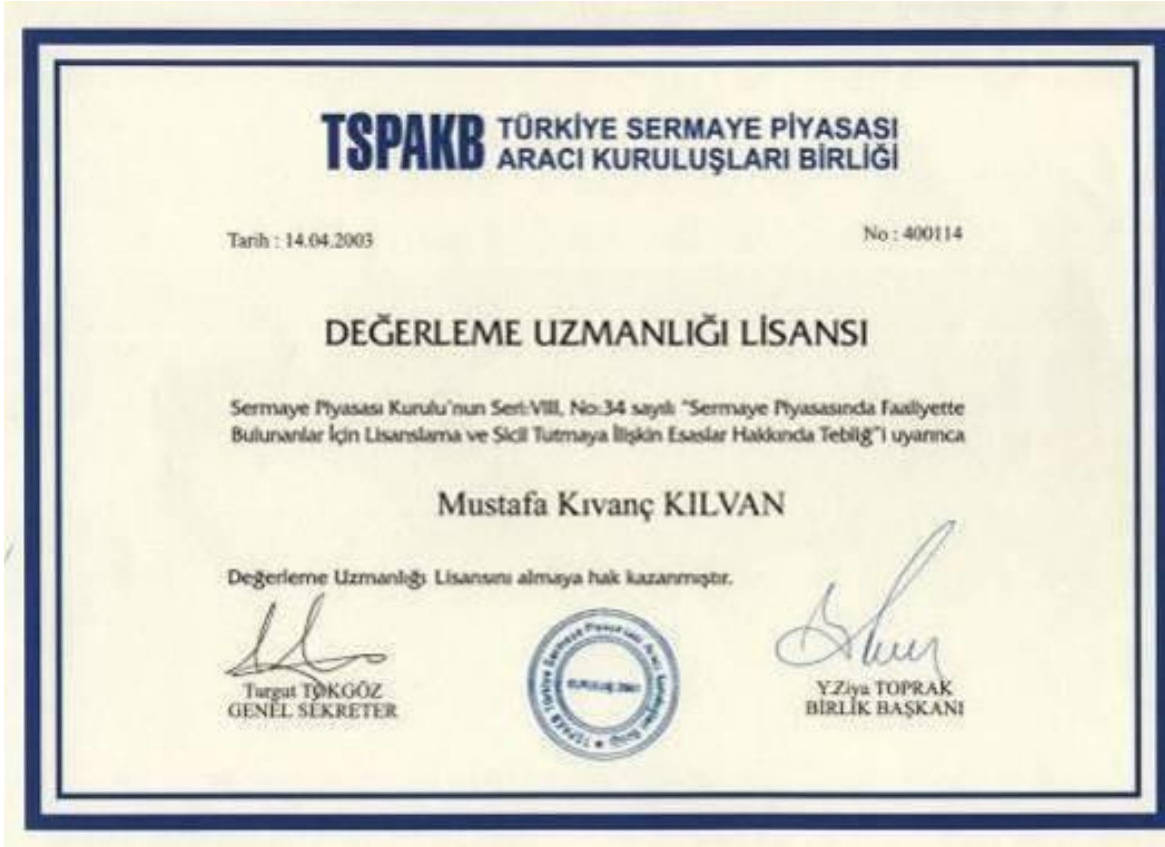 TSPAKB TÜRKİYE SERMAYE PİYASASI
ARACI KURULUŞLARI BİRLİĞİ
Tarih : 14.04.2003
No : 400114
DEĞERLEME UZMANLIĞI LİSANSI
Sermaye Piyasası Kurulu'nun Seri:VIII, No:34 sayılı "Sermaye Piyasasında Faaliyette
Bulunanlar İçin Lisanslama ve Sicil Tutmaya İlişkin Esaslar Hakkında Tebliğ"i uyarınca
Mustafa Kıvanç KILVAN
Değerleme Uzmanlığı Lisansını almaya hak kazanmıştır.
Turgut TOKGÖZ
GENEL SEKRETER
Y.Ziya TOPRAK
BİRLİK BAŞKANI